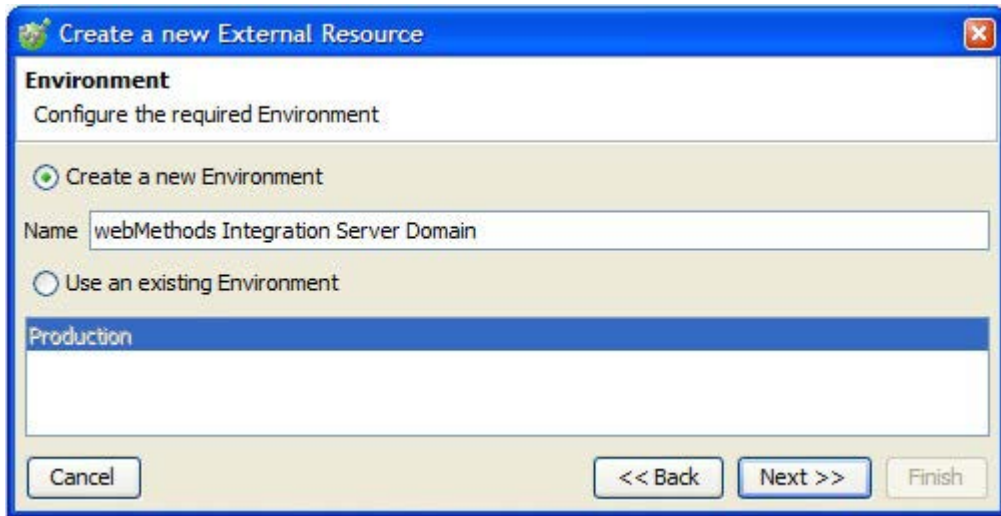 Create a new External Resource
Environment
Configure the required Environment
Create a new Environment
Name webMethods Integration Server Domain
Use an existing Environment
Production
Cancel << Back Next >> Finish